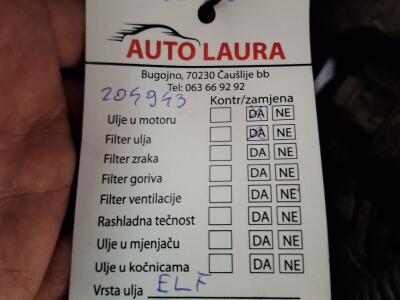 AUTO LAURA
Bugojno, 70230 Čaušlije bb
Tel: 063 66 92 92
204943 Kontr/zamjena
Ulje u motoru DA NE
Filter ulja DA NE
Filter zraka DA NE
Filter goriva DA NE
Filter ventilacije DA NE
Rashladna tečnost DA NE
Ulje u mjenjaču DA NE
Ulje u kočnicama DA NE
Vrsta ulja ELF